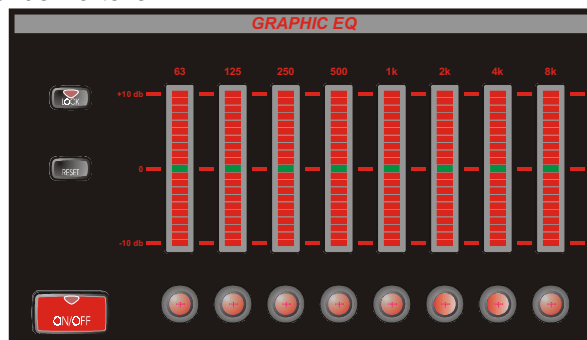 GRAPHIC EQ
63 125 250 500 1k 2k 4k 8k
+10 db
LOCK
0
RESET
-10 db
ON/OFF